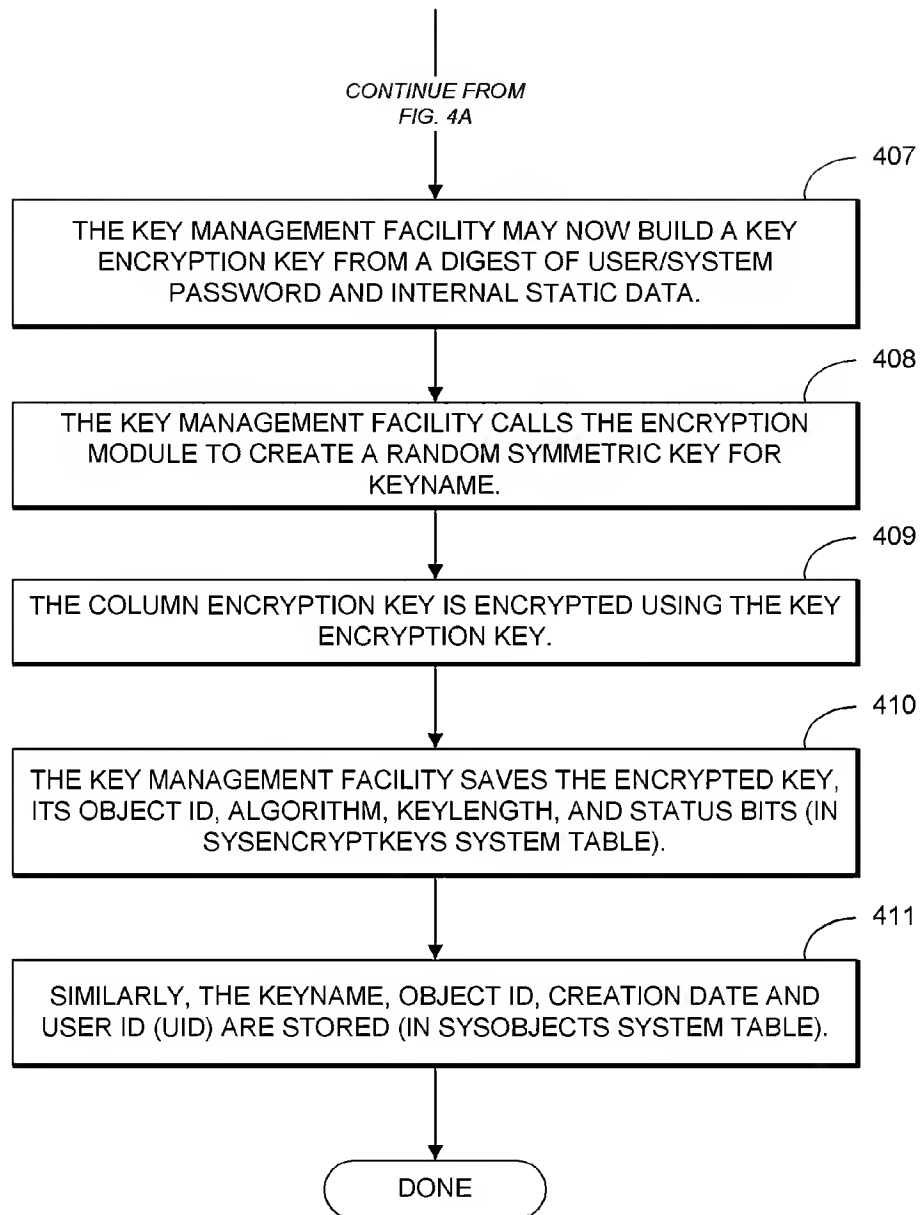 CONTINUE FROM
FIG. 4A
407
THE KEY MANAGEMENT FACILITY MAY NOW BUILD A KEY
ENCRYPTION KEY FROM A DIGEST OF USER/SYSTEM
PASSWORD AND INTERNAL STATIC DATA.
408
THE KEY MANAGEMENT FACILITY CALLS THE ENCRYPTION
MODULE TO CREATE A RANDOM SYMMETRIC KEY FOR
KEYNAME.
409
THE COLUMN ENCRYPTION KEY IS ENCRYPTED USING THE KEY
ENCRYPTION KEY.
410
THE KEY MANAGEMENT FACILITY SAVES THE ENCRYPTED KEY,
ITS OBJECT ID, ALGORITHM, KEYLENGTH, AND STATUS BITS (IN
SYSENCRYPTKEYS SYSTEM TABLE).
411
SIMILARLY, THE KEYNAME, OBJECT ID, CREATION DATE AND
USER ID (UID) ARE STORED (IN SYSOBJECTS SYSTEM TABLE).
DONE